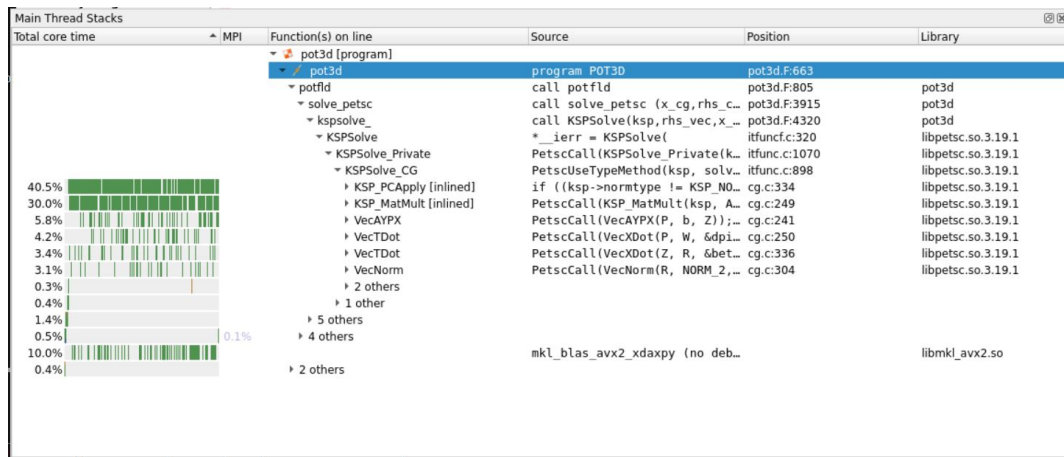 Main Thread Stacks
Total core time MPI Function(s) on line Source Position Library
pot3d [program]
pot3d program POT3D pot3d.F:663
potfld call potfld pot3d.F:805 pot3d
solve_petsc call solve_petsc (x_cg,rhs_c… pot3d.F:3915 pot3d
kspsolve_ call KSPSolve(ksp,rhs_vec,x_… pot3d.F:4320 pot3d
KSPSolve *__ierr = KSPSolve( itfuncf.c:320 libpetsc.so.3.19.1
KSPSolve_Private PetscCall(KSPSolve_Private(k… itfunc.c:1070 libpetsc.so.3.19.1
KSPSolve_CG PetscUseTypeMethod(ksp, solv… itfunc.c:898 libpetsc.so.3.19.1
40.5% KSP_PCApply [inlined] if ((ksp->normtype != KSP_NO… cg.c:334 libpetsc.so.3.19.1
30.0% KSP_MatMult [inlined] PetscCall(KSP_MatMult(ksp, A… cg.c:249 libpetsc.so.3.19.1
5.8% VecAYPX PetscCall(VecAYPX(P, b, Z));… cg.c:241 libpetsc.so.3.19.1
4.2% VecTDot PetscCall(VecXDot(P, W, &dpi… cg.c:250 libpetsc.so.3.19.1
3.4% VecTDot PetscCall(VecXDot(Z, R, &bet… cg.c:336 libpetsc.so.3.19.1
3.1% VecNorm PetscCall(VecNorm(R, NORM_2,… cg.c:304 libpetsc.so.3.19.1
0.3% 2 others
0.4% 1 other
1.4% 5 others
0.5% 0.1% 4 others
10.0% mkl_blas_avx2_xdaxpy (no deb… libmkl_avx2.so
0.4% 2 others